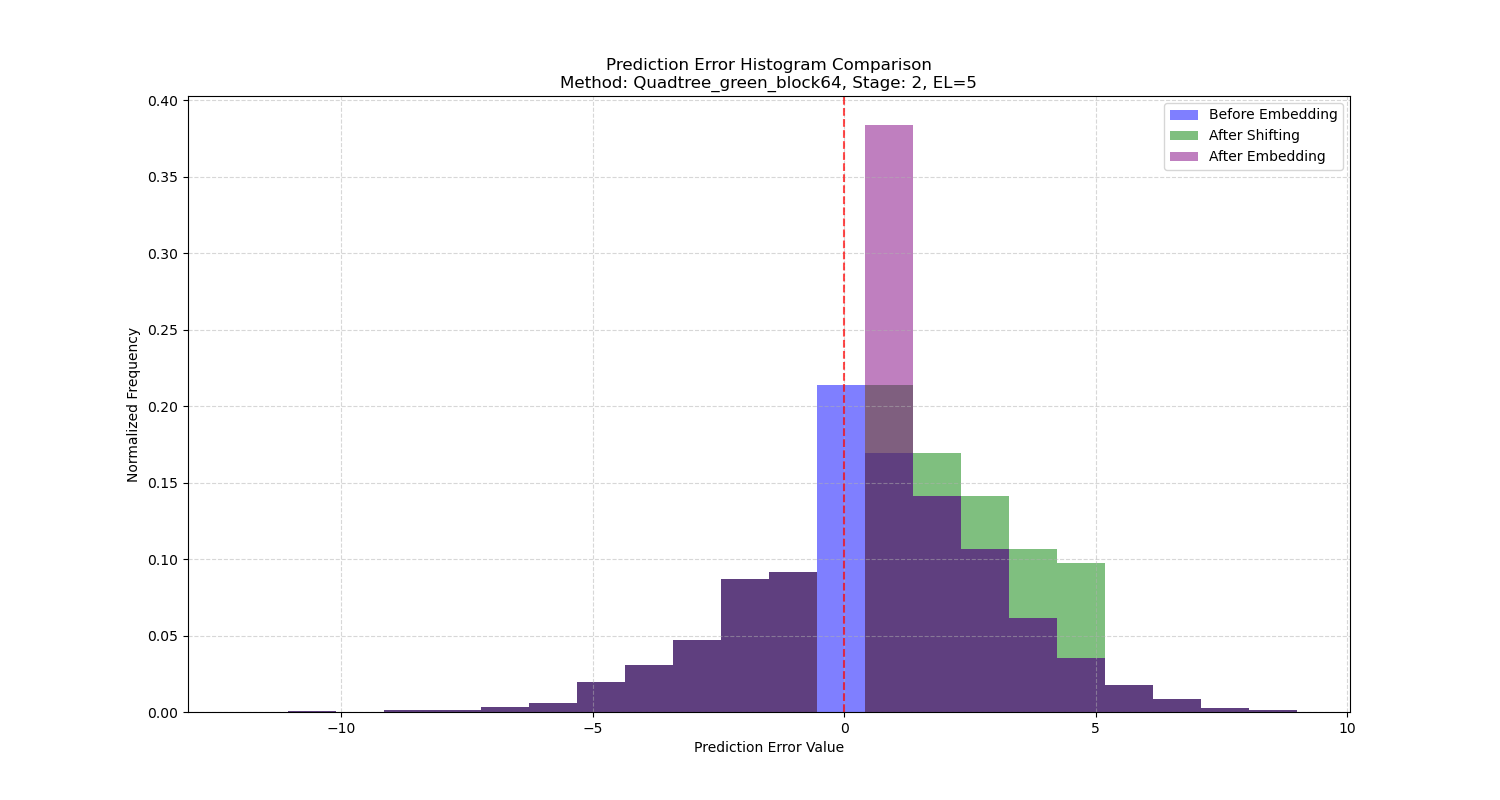 Prediction Error Histogram Comparison
Method: Quadtree_green_block64, Stage: 2, EL=5
Before Embedding
After Shifting
After Embedding
Normalized Frequency
0.40
0.35
0.30
0.25
0.20
0.15
0.10
0.05
0.00
−10
−5
0
5
10
Prediction Error Value